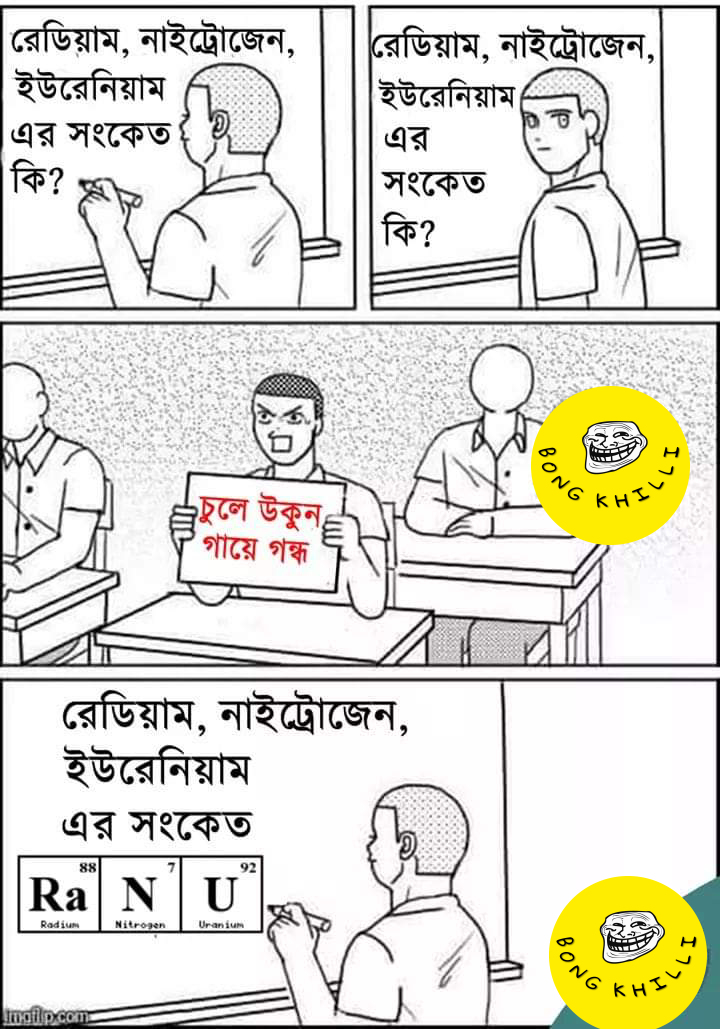 রেডিয়াম, নাইট্রোজেন,
ইউরেনিয়াম
এর সংকেত
কি?
রেডিয়াম, নাইট্রোজেন,
ইউরেনিয়াম
এর
সংকেত
কি?
চুলে উকুন
গায়ে গন্ধ
BONG KHILLI
রেডিয়াম, নাইট্রোজেন,
ইউরেনিয়াম
এর সংকেত
88 7 92
Ra N U
Radium Nitrogen Uranium
BONG KHILLI
imgflip.com